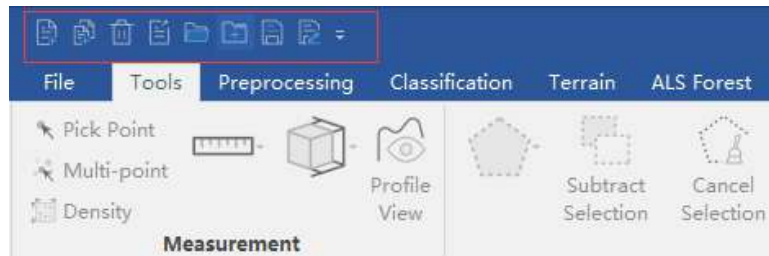 File Tools Preprocessing Classification Terrain ALS Forest
Pick Point
Multi-point
Density
Profile
View
Subtract
Selection
Cancel
Selection
Measurement